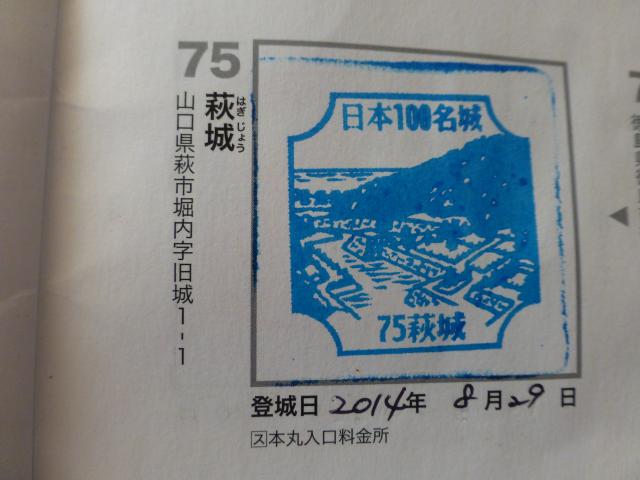 75
萩城
はぎじょう
山口県萩市堀内字旧城1-1
日本100名城
75萩城
登城日 2014年 8月29日
ス本丸入口料金所